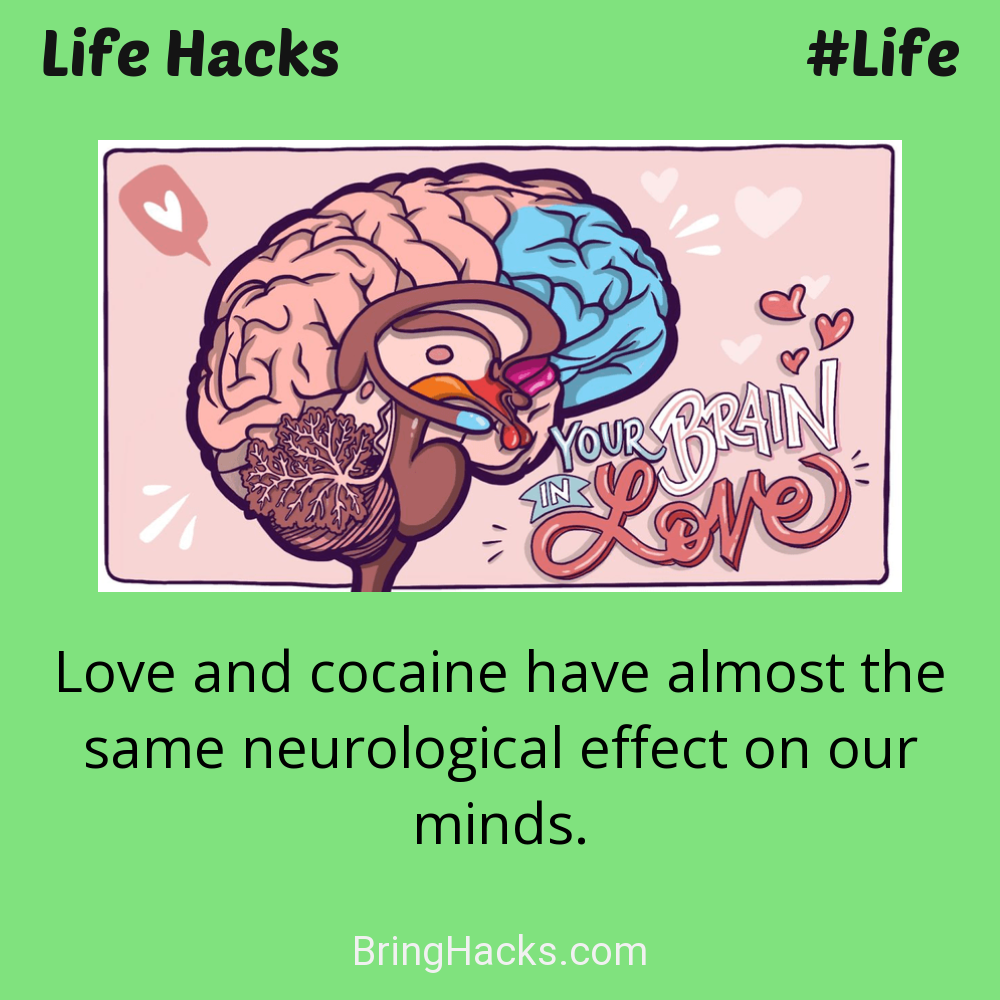 Life Hacks
#Life
YOUR BRAIN
IN Love
Love and cocaine have almost the
same neurological effect on our
minds.
BringHacks.com